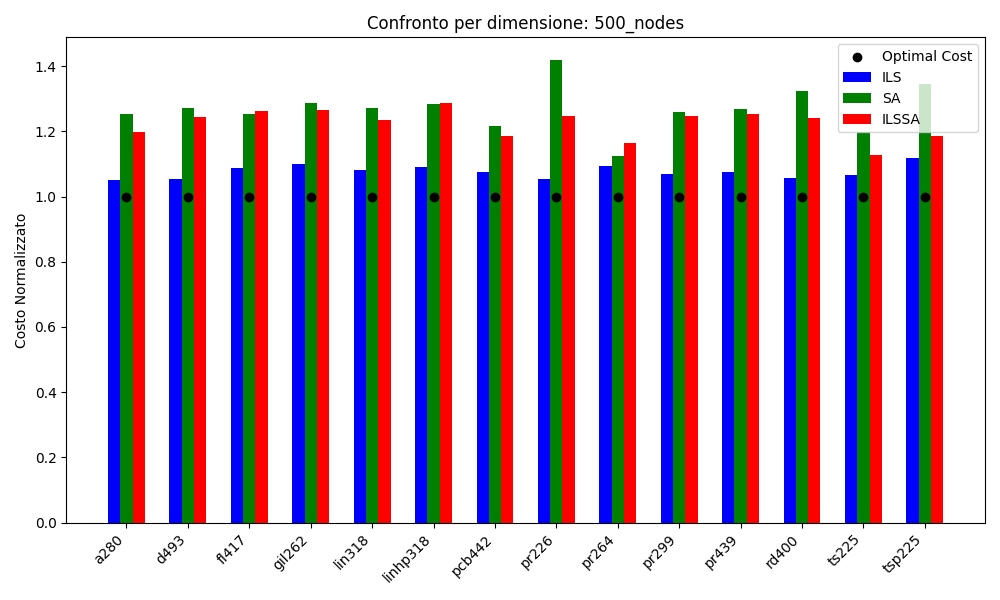 Confronto per dimensione: 500_nodes
Optimal Cost
ILS
SA
ILSSA
Costo Normalizzato
1.4
1.2
1.0
0.8
0.6
0.4
0.2
0.0
a280
d493
fl417
gil262
lin318
linhp318
pcb442
pr226
pr264
pr299
pr439
rd400
ts225
tsp225